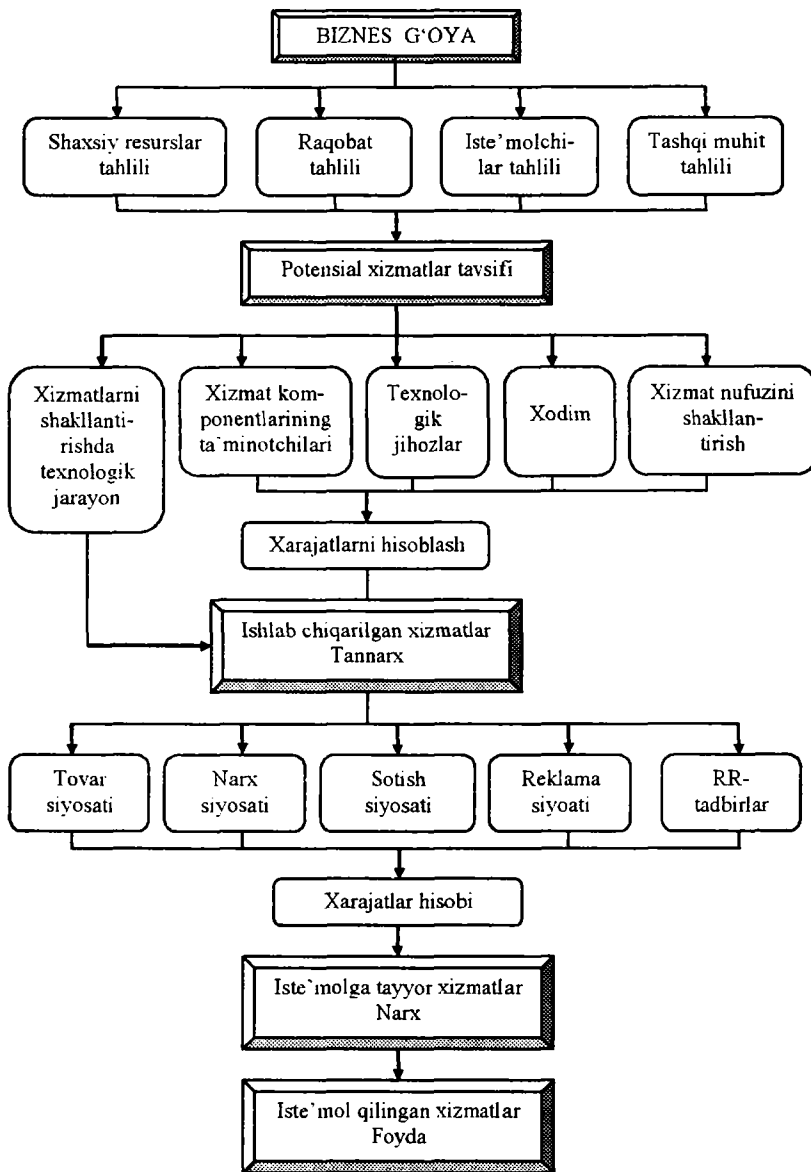 BIZNES G‘OYA
Shaxsiy resurslar
tahlili
Raqobat
tahlili
Iste’molchi-
lar tahlili
Tashqi muhit
tahlili
Potensial xizmatlar tavsifi
Xizmatlarni
shakllanti-
rishda
texnologik
jarayon
Xizmat kom-
ponentlarining
ta`minotchilari
Texnolo-
gik
jihozlar
Xodim
Xizmat nufuzini
shakllan-
tirish
Xarajatlarni hisoblash
Ishlab chiqarilgan xizmatlar
Tannarx
Tovar
siyosati
Narx
siyosati
Sotish
siyosati
Reklama
siyoati
RR-
tadbirlar
Xarajatlar hisobi
Iste`molga tayyor xizmatlar
Narx
Iste`mol qilingan xizmatlar
Foyda